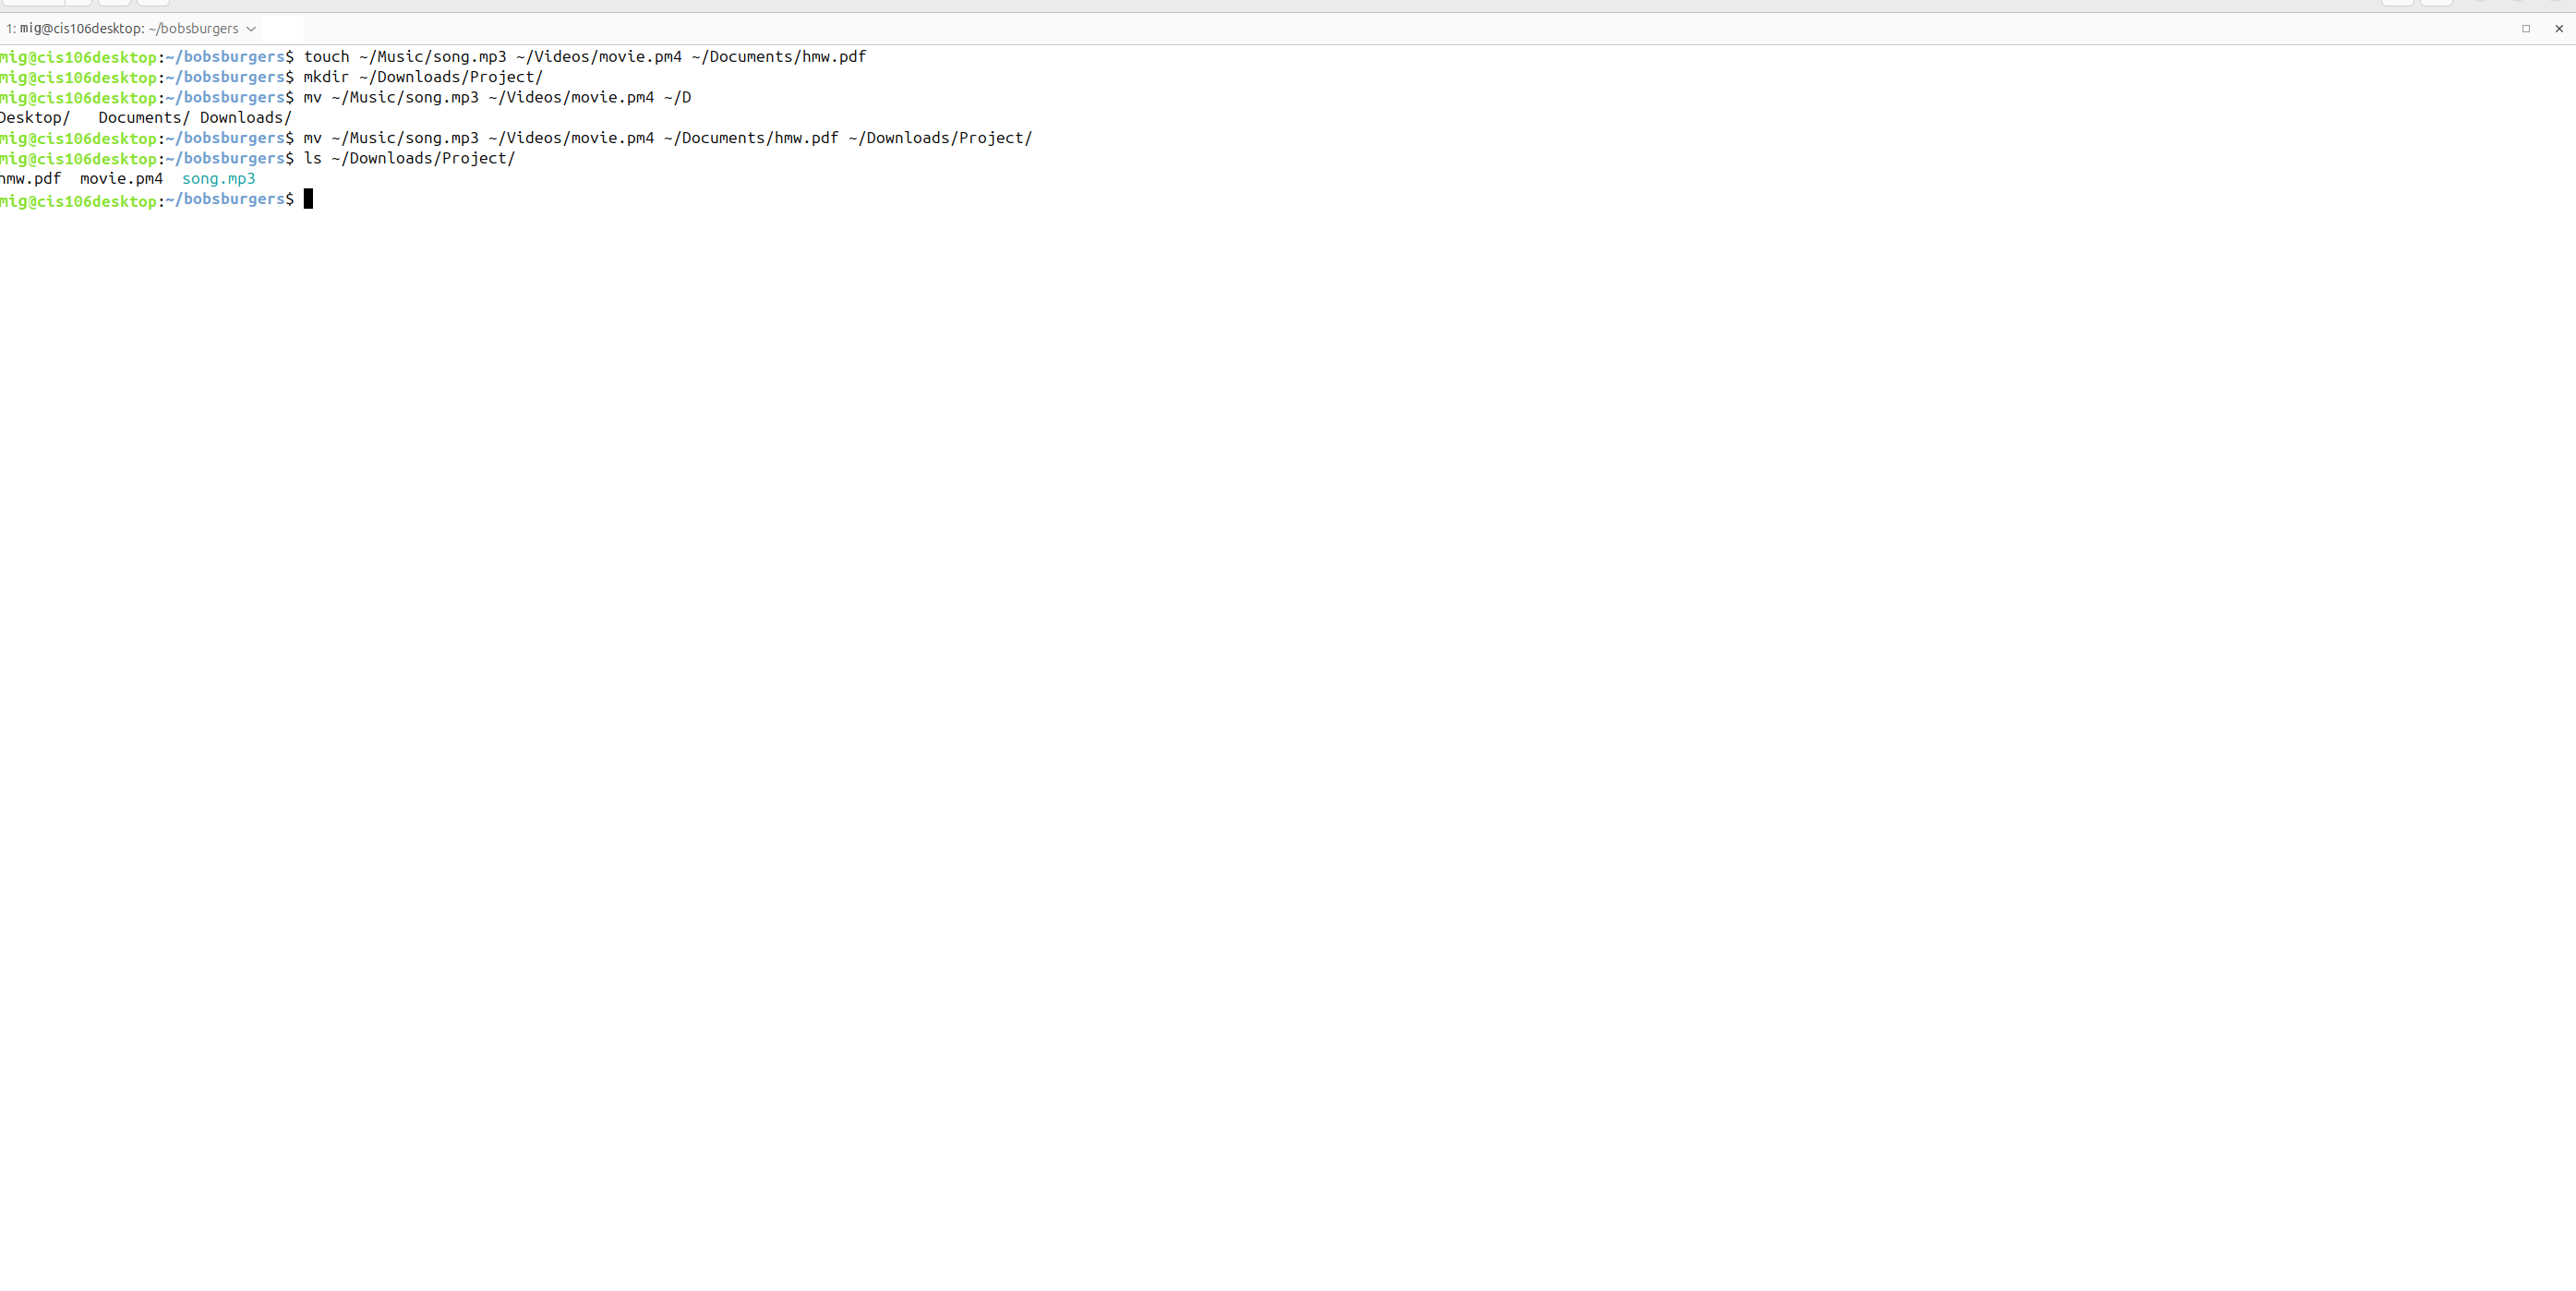 1: mig@cis106desktop: ~/bobsburgers
mig@cis106desktop:~/bobsburgers$ touch ~/Music/song.mp3 ~/Videos/movie.pm4 ~/Documents/hmw.pdf
mig@cis106desktop:~/bobsburgers$ mkdir ~/Downloads/Project/
mig@cis106desktop:~/bobsburgers$ mv ~/Music/song.mp3 ~/Videos/movie.pm4 ~/D
Desktop/   Documents/ Downloads/
mig@cis106desktop:~/bobsburgers$ mv ~/Music/song.mp3 ~/Videos/movie.pm4 ~/Documents/hmw.pdf ~/Downloads/Project/
mig@cis106desktop:~/bobsburgers$ ls ~/Downloads/Project/
hmw.pdf  movie.pm4  song.mp3
mig@cis106desktop:~/bobsburgers$